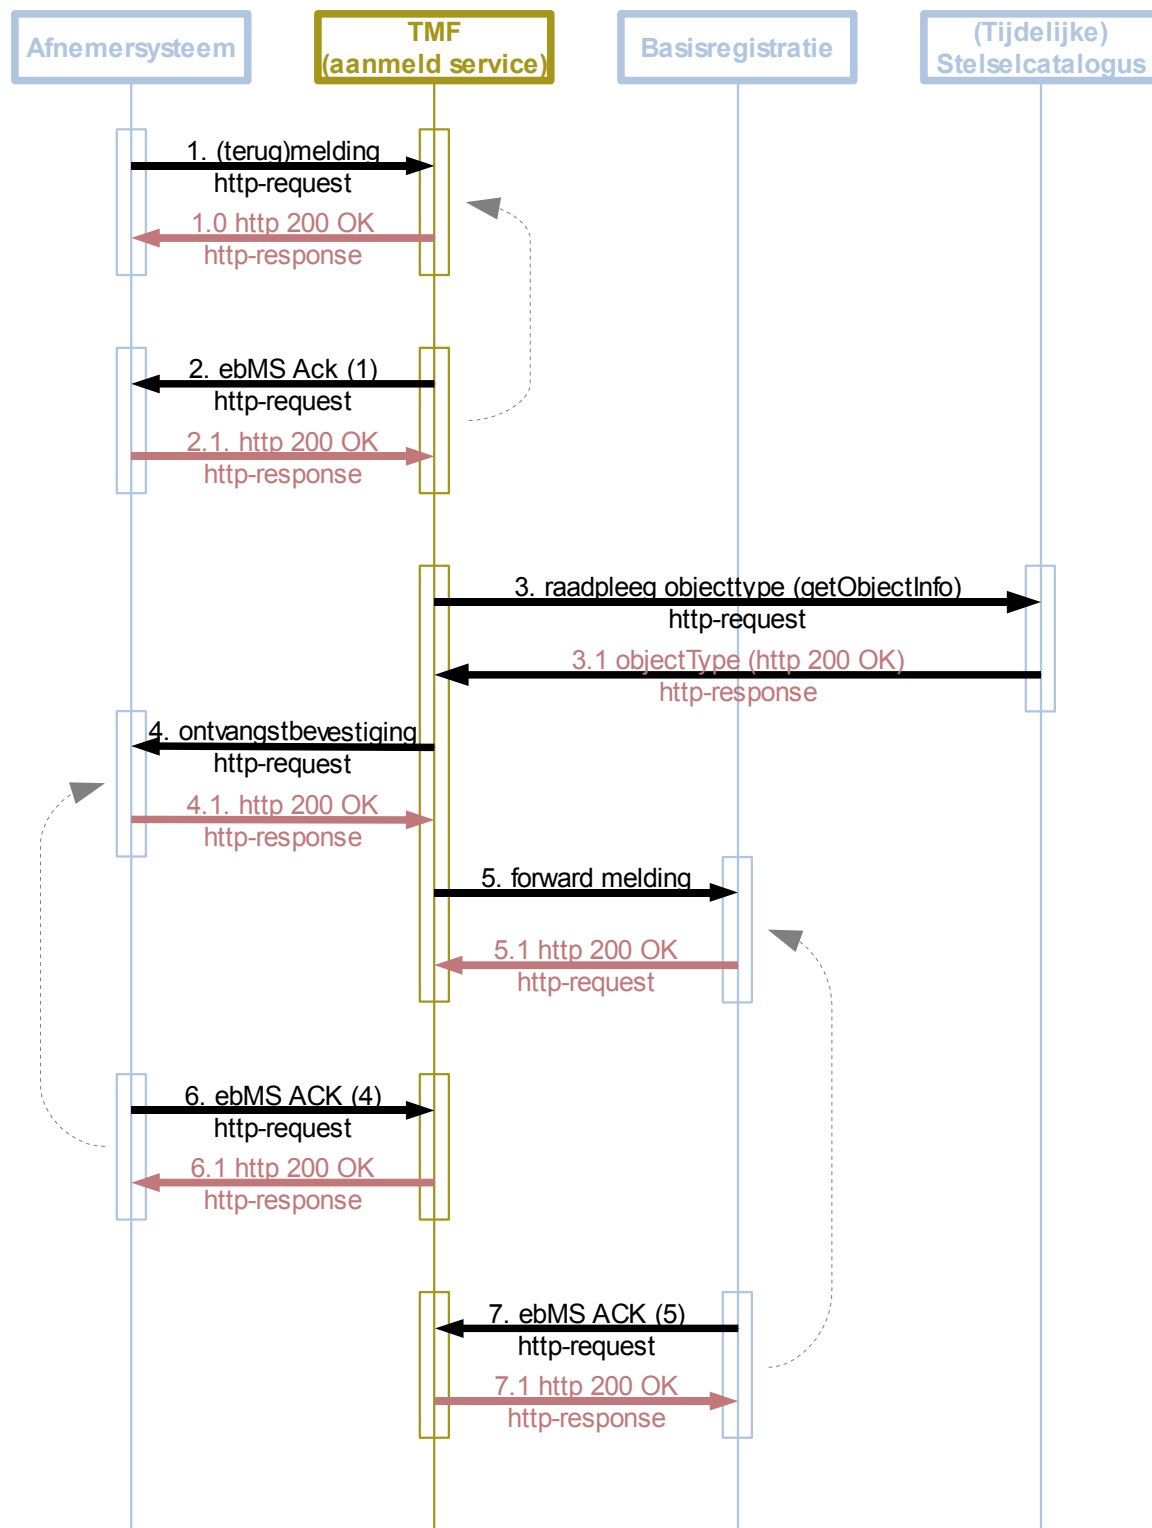 Afnemersysteem
TMF
(aanmeld service)
Basisregistratie
(Tijdelijke)
Stelselcatalogus
1. (terug)melding
http-request
1.0 http 200 OK
http-response
2. ebMS Ack (1)
http-request
2.1. http 200 OK
http-response
3. raadpleeg objecttype (getObjectInfo)
http-request
3.1 objectType (http 200 OK)
http-response
4. ontvangstbevestiging
http-request
4.1. http 200 OK
http-response
5. forward melding
5.1 http 200 OK
http-request
6. ebMS ACK (4)
http-request
6.1 http 200 OK
http-response
7. ebMS ACK (5)
http-request
7.1 http 200 OK
http-response